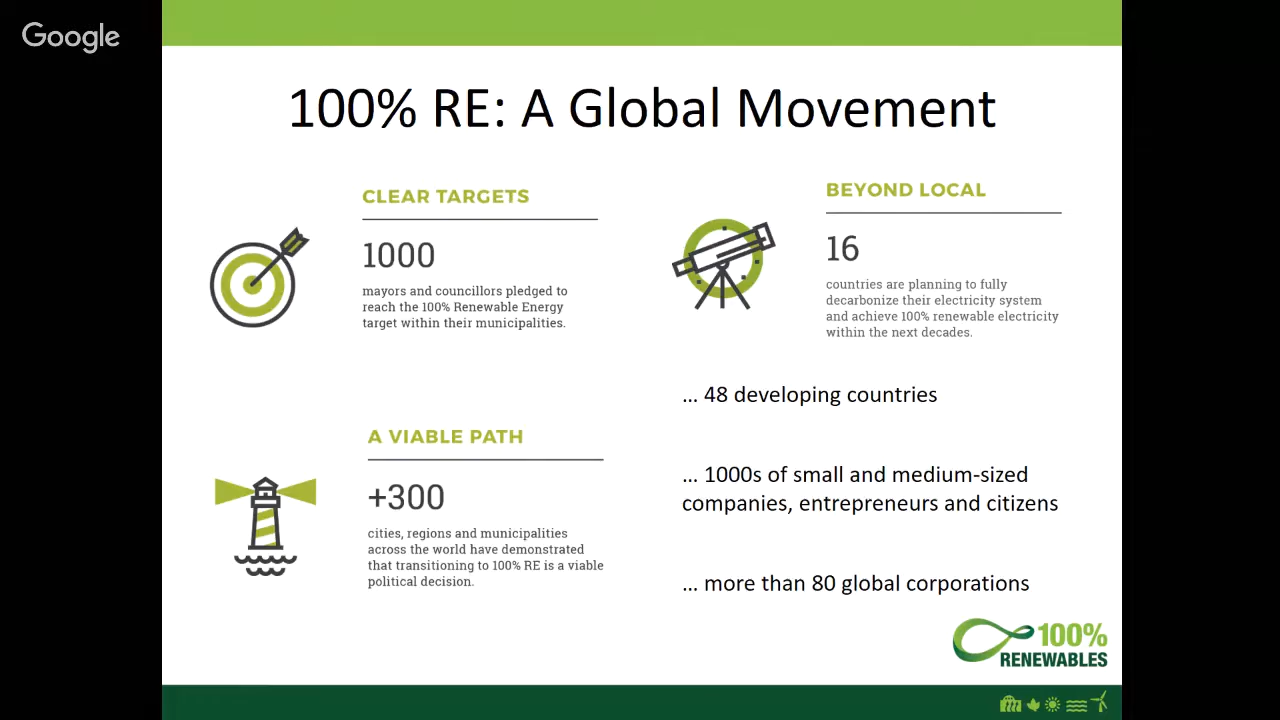 Google
100% RE: A Global Movement
CLEAR TARGETS
1000
mayors and councillors pledged to
reach the 100% Renewable Energy
target within their municipalities.
BEYOND LOCAL
16
countries are planning to fully
decarbonize their electricity system
and achieve 100% renewable electricity
within the next decades.
A VIABLE PATH
+300
cities, regions and municipalities
across the world have demonstrated
that transitioning to 100% RE is a viable
political decision.
... 48 developing countries
... 1000s of small and medium-sized
companies, entrepreneurs and citizens
... more than 80 global corporations
100%
RENEWABLES